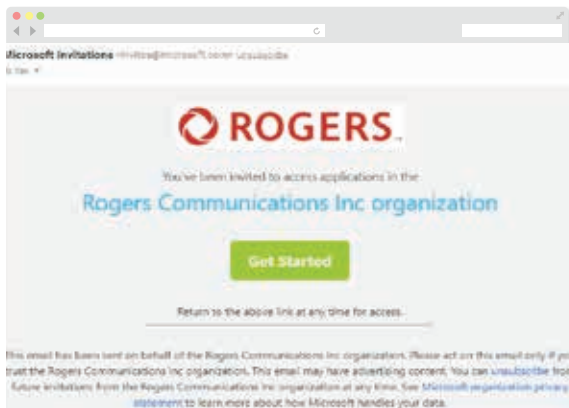 Microsoft Invitations <invites@microsoft.com> unsubscribe
ROGERS
You've been invited to access applications in the
Rogers Communications Inc organization
Get Started
Return to the above link at any time for access.
This email has been sent on behalf of the Rogers Communications Inc organization. Please act on this email only if you
trust the Rogers Communications Inc organization. This email may have advertising content. You can unsubscribe from
future invitations from the Rogers Communications Inc organization at any time. See Microsoft organization privacy
statement to learn more about how Microsoft handles your data.